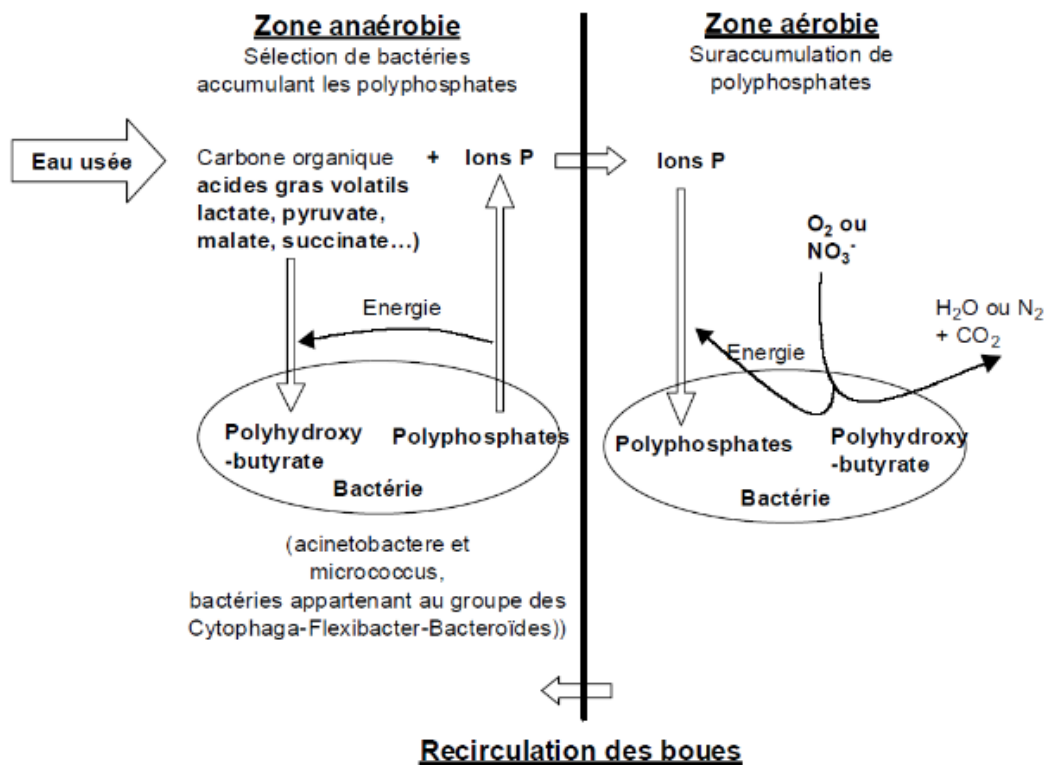 Zone anaérobie
Sélection de bactéries
accumulant les polyphosphates
Zone aérobie
Suraccumulation de
polyphosphates
Eau usée
Carbone organique + Ions P
acides gras volatils
lactate, pyruvate,
malate, succinate…)
Ions P
O₂ ou
NO₃⁻
Energie
Energie
H₂O ou N₂
+ CO₂
Polyhydroxy
-butyrate
Polyphosphates
Bactérie
Polyphosphates
Polyhydroxy
-butyrate
Bactérie
(acinetobactere et
micrococcus,
bactéries appartenant au groupe des
Cytophaga-Flexibacter-Bacteroïdes))
Recirculation des boues